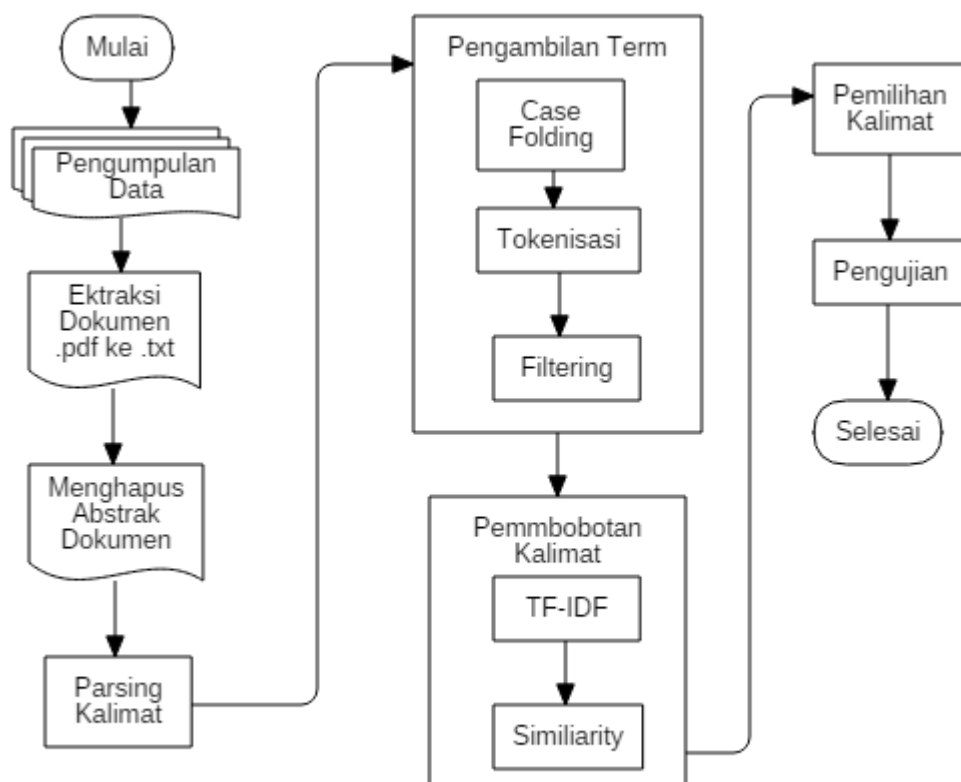 Mulai
Pengumpulan
Data
Ektraksi
Dokumen
.pdf ke .txt
Menghapus
Abstrak
Dokumen
Parsing
Kalimat
Pengambilan Term
Case
Folding
Tokenisasi
Filtering
Pemmbobotan
Kalimat
TF-IDF
Similiarity
Pemilihan
Kalimat
Pengujian
Selesai